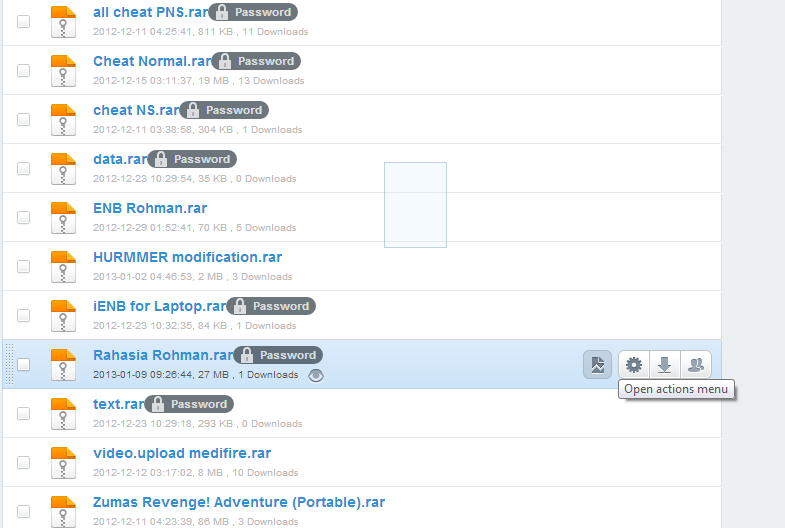 all cheat PNS.rar Password
2012-12-11 04:25:41, 811 KB , 11 Downloads
Cheat Normal.rar Password
2012-12-15 03:11:37, 19 MB , 13 Downloads
cheat NS.rar Password
2012-12-11 03:38:58, 304 KB , 1 Downloads
data.rar Password
2012-12-23 10:29:54, 35 KB , 0 Downloads
ENB Rohman.rar
2012-12-29 01:52:41, 70 KB , 5 Downloads
HURMMER modification.rar
2013-01-02 04:46:53, 2 MB , 3 Downloads
iENB for Laptop.rar Password
2012-12-23 10:32:35, 84 KB , 1 Downloads
Rahasia Rohman.rar Password
2013-01-09 09:26:44, 27 MB , 1 Downloads
Open actions menu
text.rar Password
2012-12-23 10:29:18, 293 KB , 0 Downloads
video.upload medifire.rar
2012-12-12 03:17:02, 8 MB , 10 Downloads
Zumas Revenge! Adventure (Portable).rar
2012-12-11 04:23:39, 86 MB , 3 Downloads